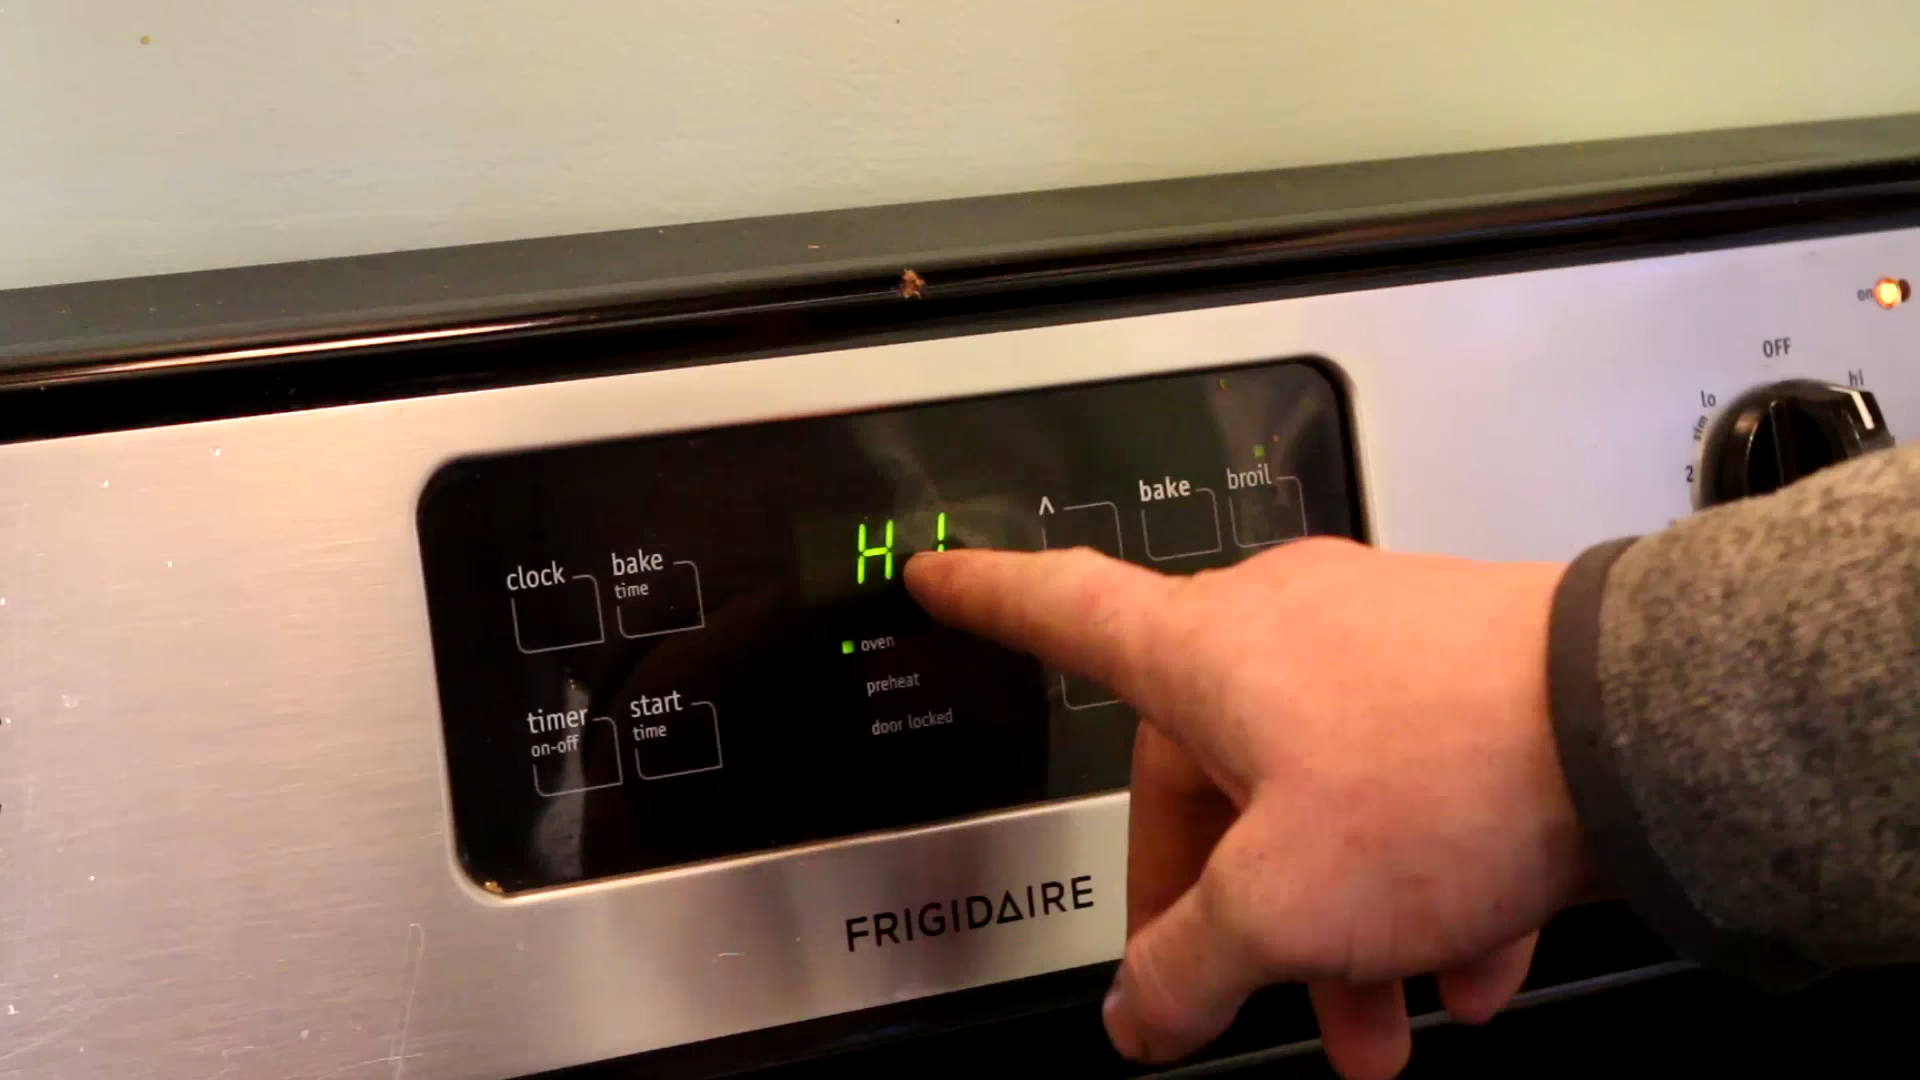 on
OFF
hi
lo
sim
2
HI
^
bake
broil
clock
bake
time
oven
preheat
door locked
timer
on-off
start
time
FRIGIDAIRE